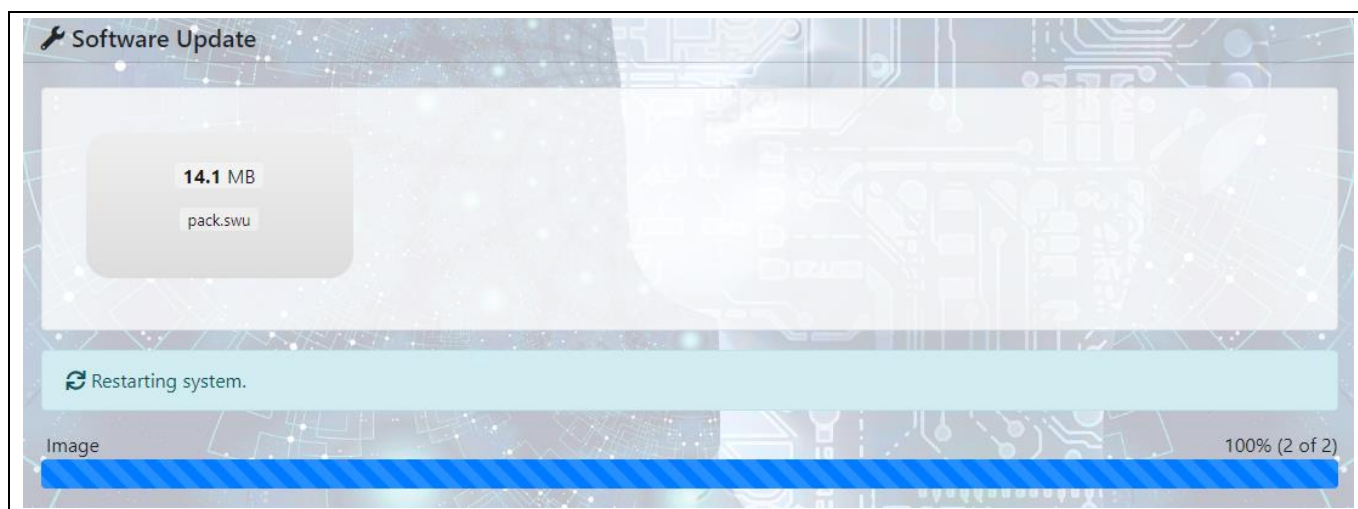 Software Update
14.1 MB
pack.swu
Restarting system.
Image 100% (2 of 2)